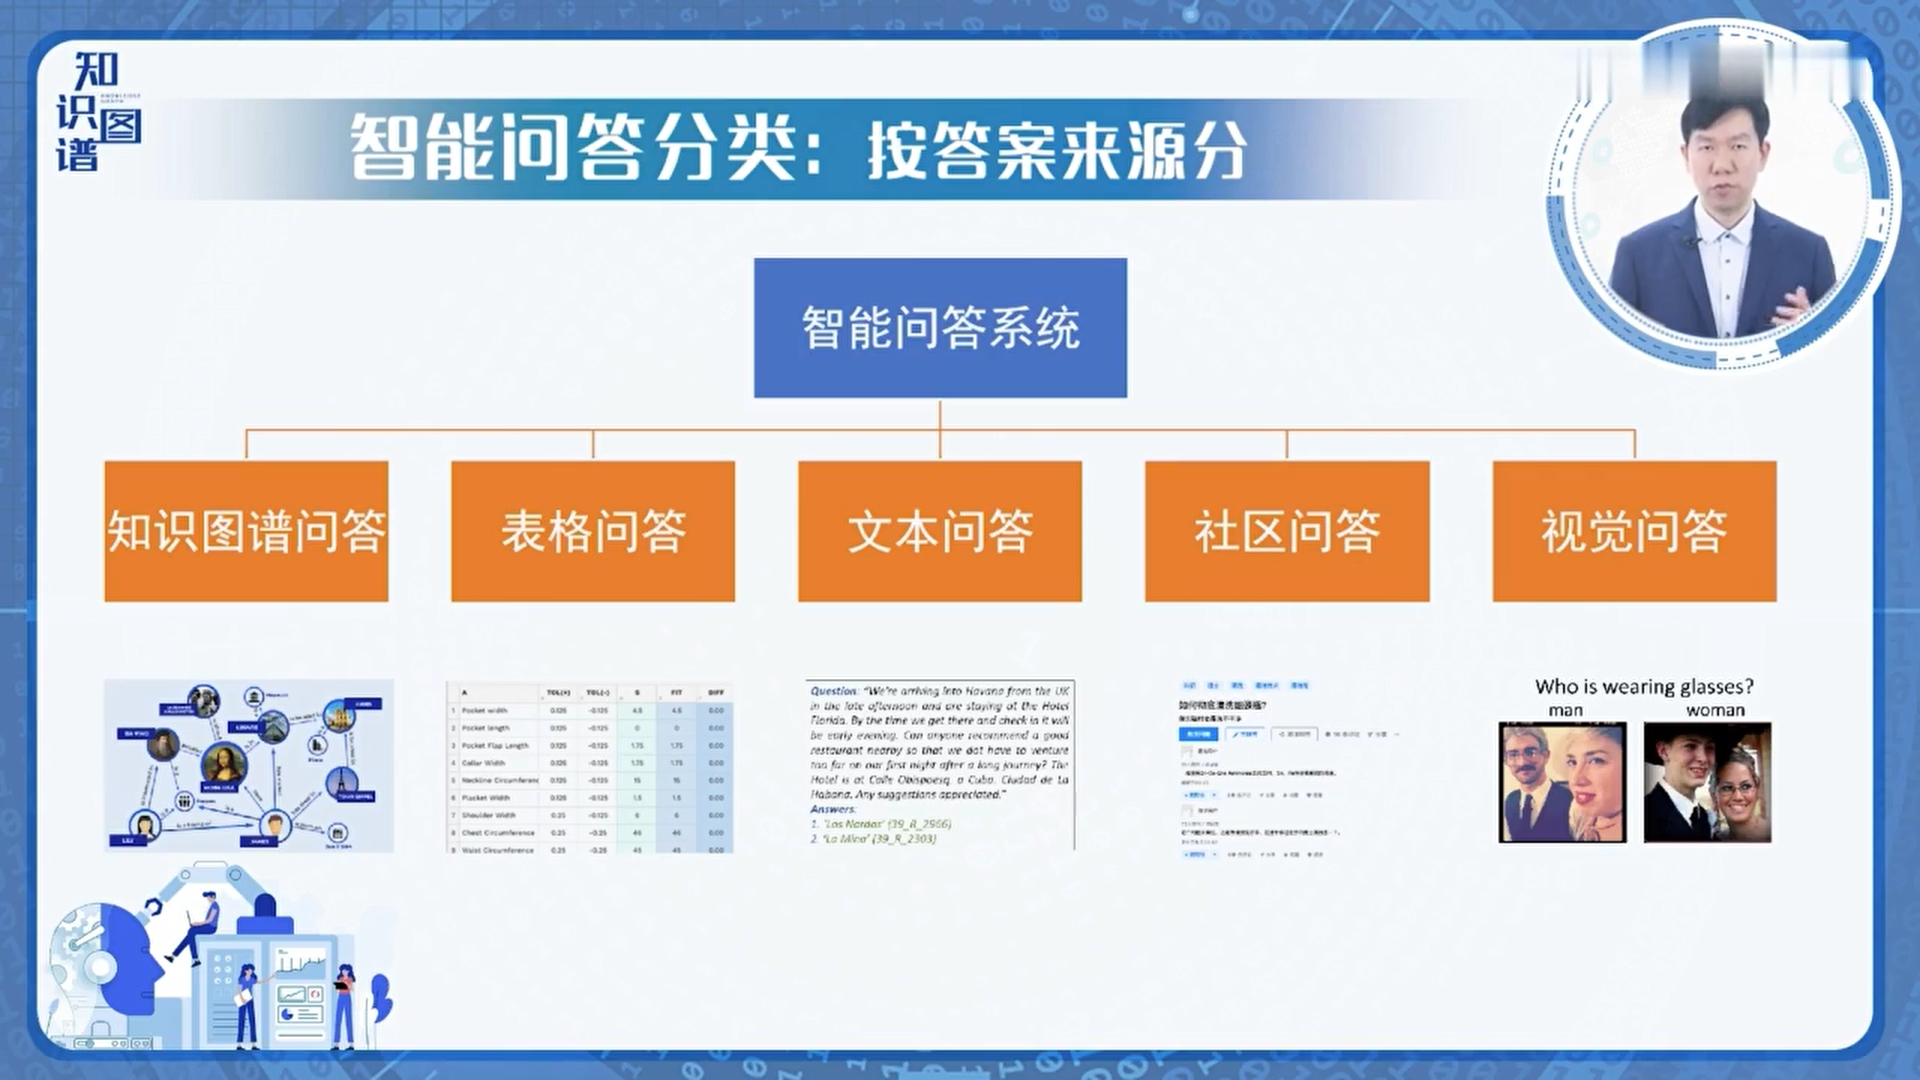 知识图谱
智能问答分类：按答案来源分
智能问答系统
知识图谱问答
表格问答
文本问答
社区问答
视觉问答
DA VINCI
MONA LISA
LILY
JAMES
A TOL(+) TOL(-) S FIT DIFF
1 Pocket width 0.125 -0.125 4.5 4.5 0.00
2 Pocket length 0.125 -0.125 0 0 0.00
3 Pocket Flap Length 0.125 -0.125 1.75 1.75 0.00
4 Collar Width 0.125 -0.125 1.75 1.75 0.00
5 Neckline Circumferenc 0.125 -0.125 15 15 0.00
6 Placket Width 0.125 -0.125 1.5 1.5 0.00
7 Shoulder Width 0.25 -0.25 6 6 0.00
8 Chest Circumference 0.25 -0.25 46 46 0.00
9 Waist Circumference 0.25 -0.25 45 45 0.00
Question: "We're arriving into Havana from the UK
in the late afternoon and are staying at the Hotel
Florida. By the time we get there and check in it will
be early evening. Can anyone recommend a good
restaurant nearby so that we dot have to venture
too far on our first night after a long journey? The
Hotel is at Calle Obispoesq. a Cuba. Ciudad de La
Habana. Any suggestions appreciated."
Answers:
1. "Los Nardos" (39_R_2966)
2. "La Mina" (39_R_2303)
Who is wearing glasses?
man woman